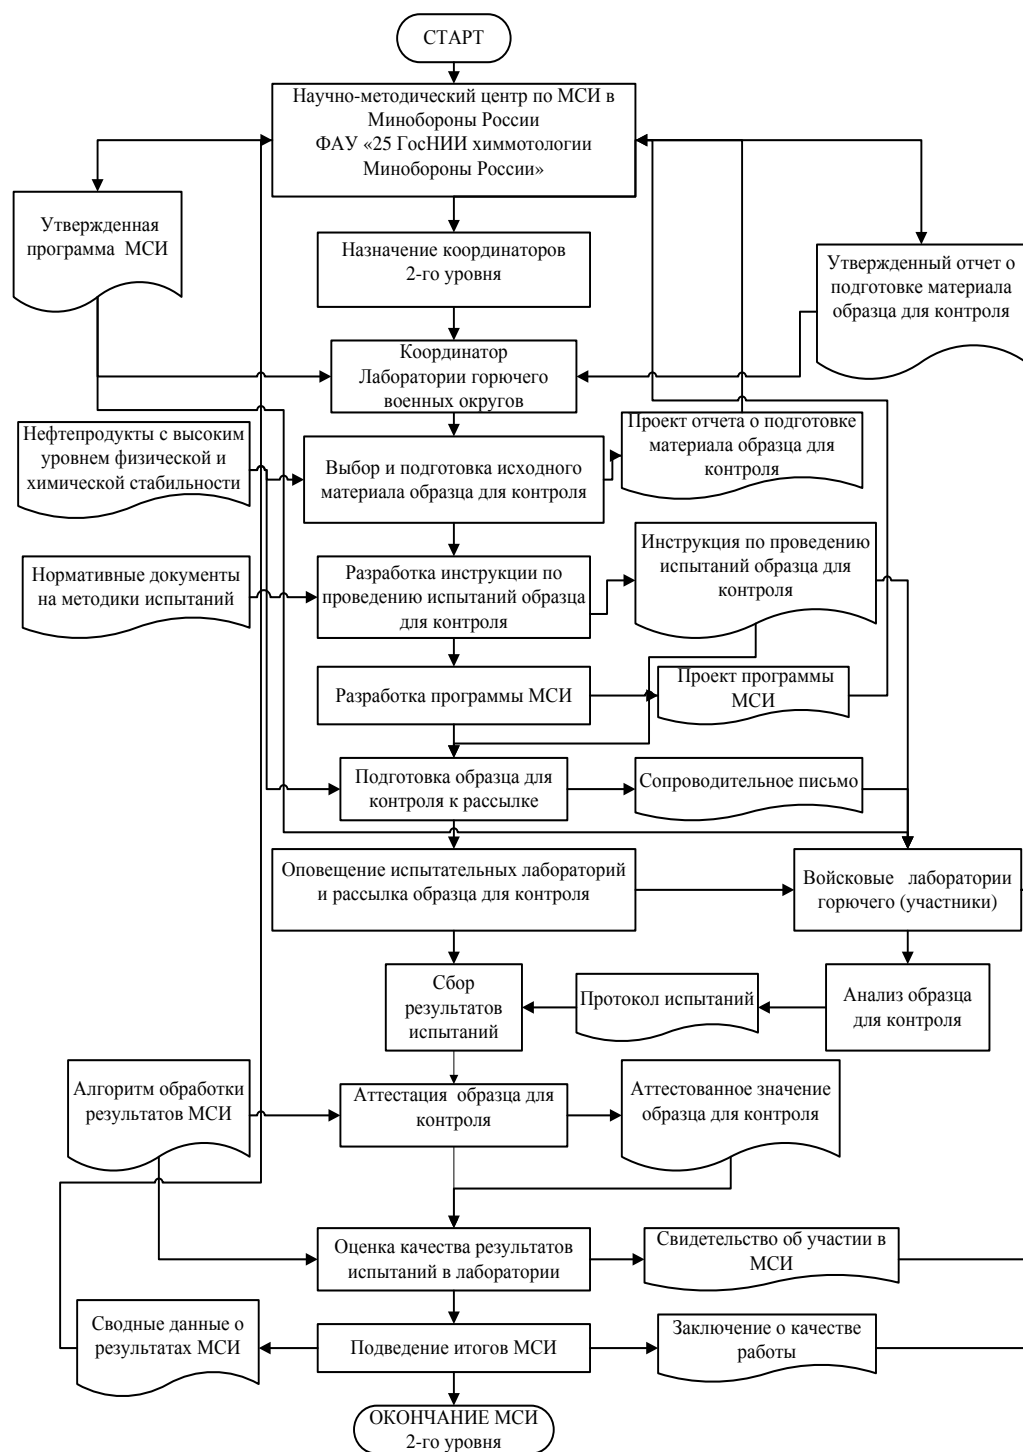 СТАРТ
Научно-методический центр по МСИ в
Минобороны России
ФАУ «25 ГосНИИ химмотологии
Минобороны России»
Утвержденная
программа МСИ
Назначение координаторов
2-го уровня
Утвержденный отчет о
подготовке материала
образца для контроля
Координатор
Лаборатории горючего
военных округов
Нефтепродукты с высоким
уровнем физической и
химической стабильности
Выбор и подготовка исходного
материала образца для контроля
Проект отчета о подготовке
материала образца для
контроля
Нормативные документы
на методики испытаний
Разработка инструкции по
проведению испытаний образца
для контроля
Инструкция по проведению
испытаний образца для
контроля
Разработка программы МСИ
Проект программы
МСИ
Подготовка образца для
контроля к рассылке
Сопроводительное письмо
Оповещение испытательных лабораторий
и рассылка образца для контроля
Войсковые лаборатории
горючего (участники)
Сбор
результатов
испытаний
Протокол испытаний
Анализ образца
для контроля
Алгоритм обработки
результатов МСИ
Аттестация образца для
контроля
Аттестованное значение
образца для контроля
Оценка качества результатов
испытаний в лаборатории
Свидетельство об участии в
МСИ
Сводные данные о
результатах МСИ
Подведение итогов МСИ
Заключение о качестве
работы
ОКОНЧАНИЕ МСИ
2-го уровня